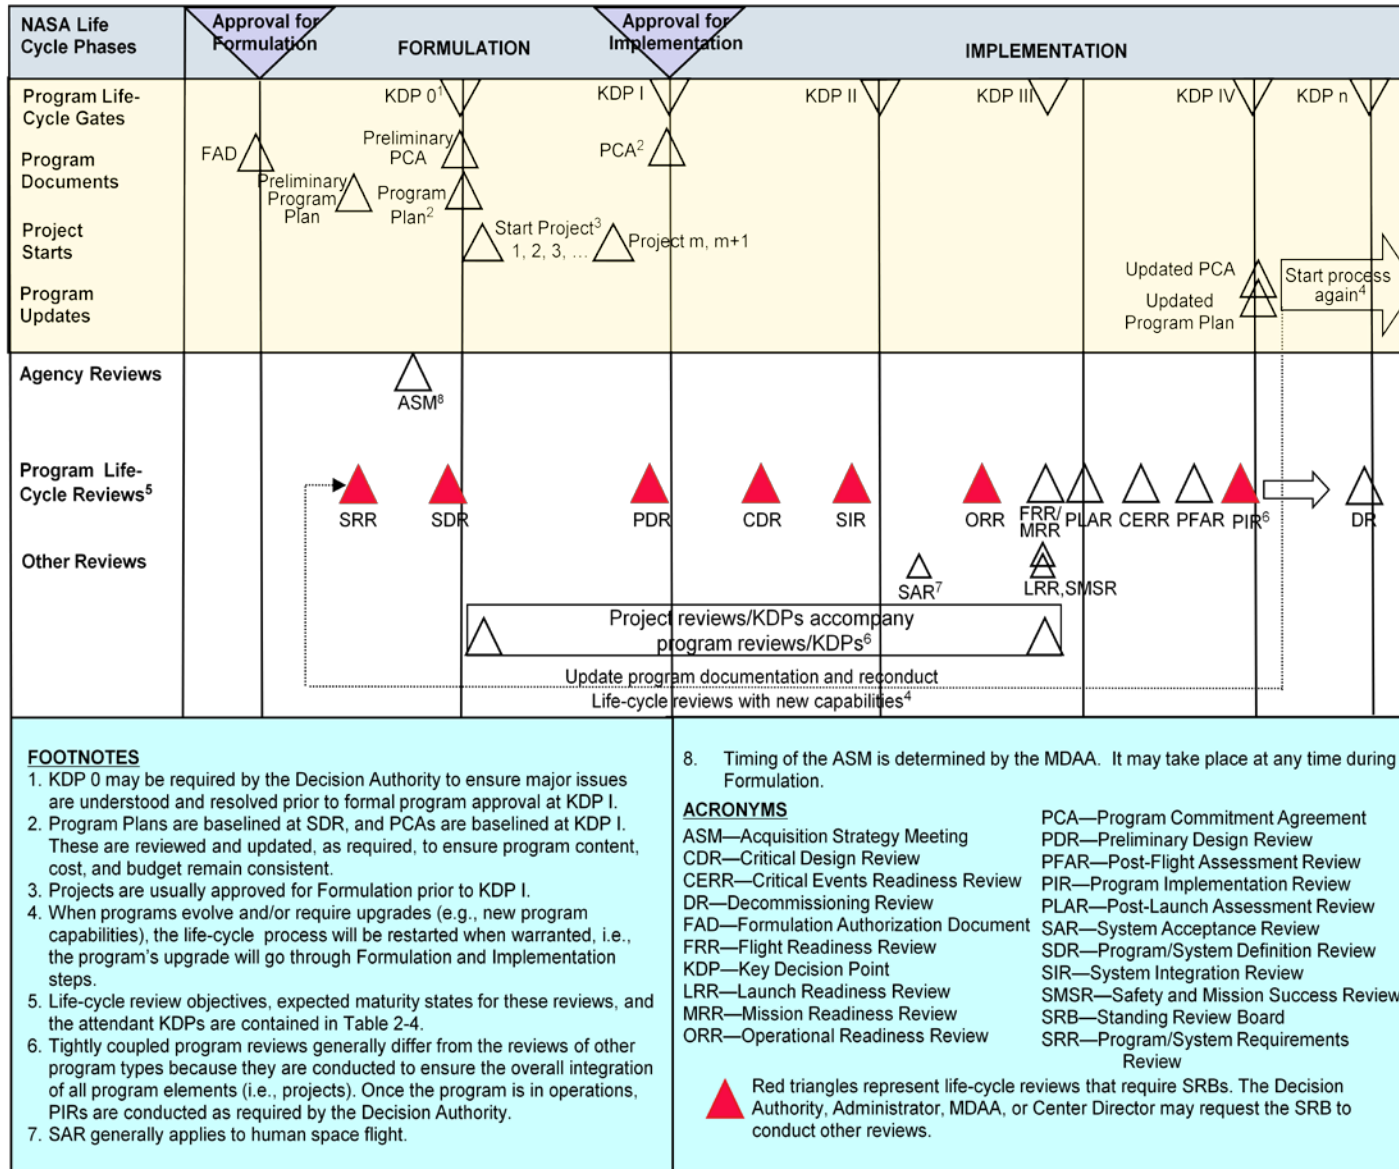 NASA Life
Cycle Phases
Approval for
Formulation
FORMULATION
Approval for
Implementation
IMPLEMENTATION
Program Life-
Cycle Gates
KDP 0¹
KDP I
KDP II
KDP III
KDP IV
KDP n
Program
Documents
FAD
Preliminary
Program
Plan
Preliminary
PCA
Program
Plan²
PCA²
Project
Starts
Start Project³
1, 2, 3, ...
Project m, m+1
Program
Updates
Updated PCA
Updated
Program Plan
Start process
again⁴
Agency Reviews
ASM⁸
Program Life-
Cycle Reviews⁵
SRR
SDR
PDR
CDR
SIR
ORR
FRR/
MRR
PLAR
CERR
PFAR
PIR⁶
DR
Other Reviews
SAR⁷
LRR,SMSR
Project reviews/KDPs accompany
program reviews/KDPs⁶
Update program documentation and reconduct
Life-cycle reviews with new capabilities⁴
FOOTNOTES
1. KDP 0 may be required by the Decision Authority to ensure major issues
are understood and resolved prior to formal program approval at KDP I.
2. Program Plans are baselined at SDR, and PCAs are baselined at KDP I.
These are reviewed and updated, as required, to ensure program content,
cost, and budget remain consistent.
3. Projects are usually approved for Formulation prior to KDP I.
4. When programs evolve and/or require upgrades (e.g., new program
capabilities), the life-cycle process will be restarted when warranted, i.e.,
the program's upgrade will go through Formulation and Implementation
steps.
5. Life-cycle review objectives, expected maturity states for these reviews, and
the attendant KDPs are contained in Table 2-4.
6. Tightly coupled program reviews generally differ from the reviews of other
program types because they are conducted to ensure the overall integration
of all program elements (i.e., projects). Once the program is in operations,
PIRs are conducted as required by the Decision Authority.
7. SAR generally applies to human space flight.
8. Timing of the ASM is determined by the MDAA. It may take place at any time during
Formulation.
ACRONYMS
ASM—Acquisition Strategy Meeting
CDR—Critical Design Review
CERR—Critical Events Readiness Review
DR—Decommissioning Review
FAD—Formulation Authorization Document
FRR—Flight Readiness Review
KDP—Key Decision Point
LRR—Launch Readiness Review
MRR—Mission Readiness Review
ORR—Operational Readiness Review
PCA—Program Commitment Agreement
PDR—Preliminary Design Review
PFAR—Post-Flight Assessment Review
PIR—Program Implementation Review
PLAR—Post-Launch Assessment Review
SAR—System Acceptance Review
SDR—Program/System Definition Review
SIR—System Integration Review
SMSR—Safety and Mission Success Review
SRB—Standing Review Board
SRR—Program/System Requirements
Review
Red triangles represent life-cycle reviews that require SRBs. The Decision
Authority, Administrator, MDAA, or Center Director may request the SRB to
conduct other reviews.